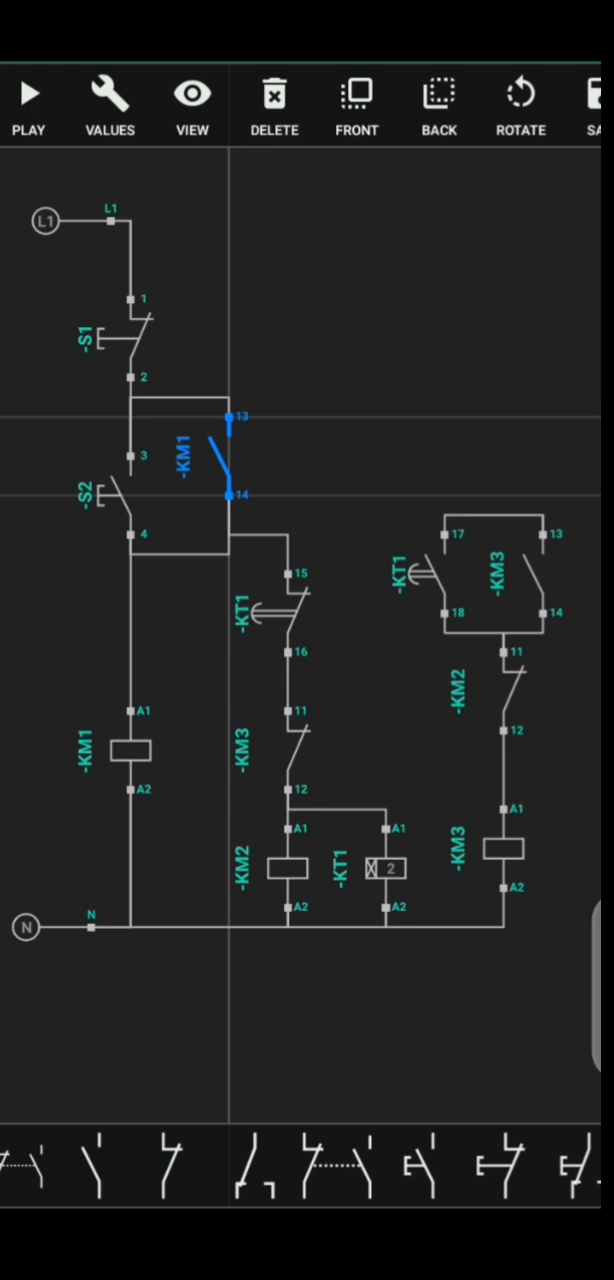 PLAY VALUES VIEW DELETE FRONT BACK ROTATE SA
L1
L1
1
-S1
2
13
-KM1
3
-S2
14
4
17
13
-KT1
-KM3
15
-KT1
18
14
16
11
-KM2
A1
11
-KM1
-KM3
12
A2
12
A1
A1
A1
-KM3
-KM2
-KT1
2
A2
A2
A2
N
N